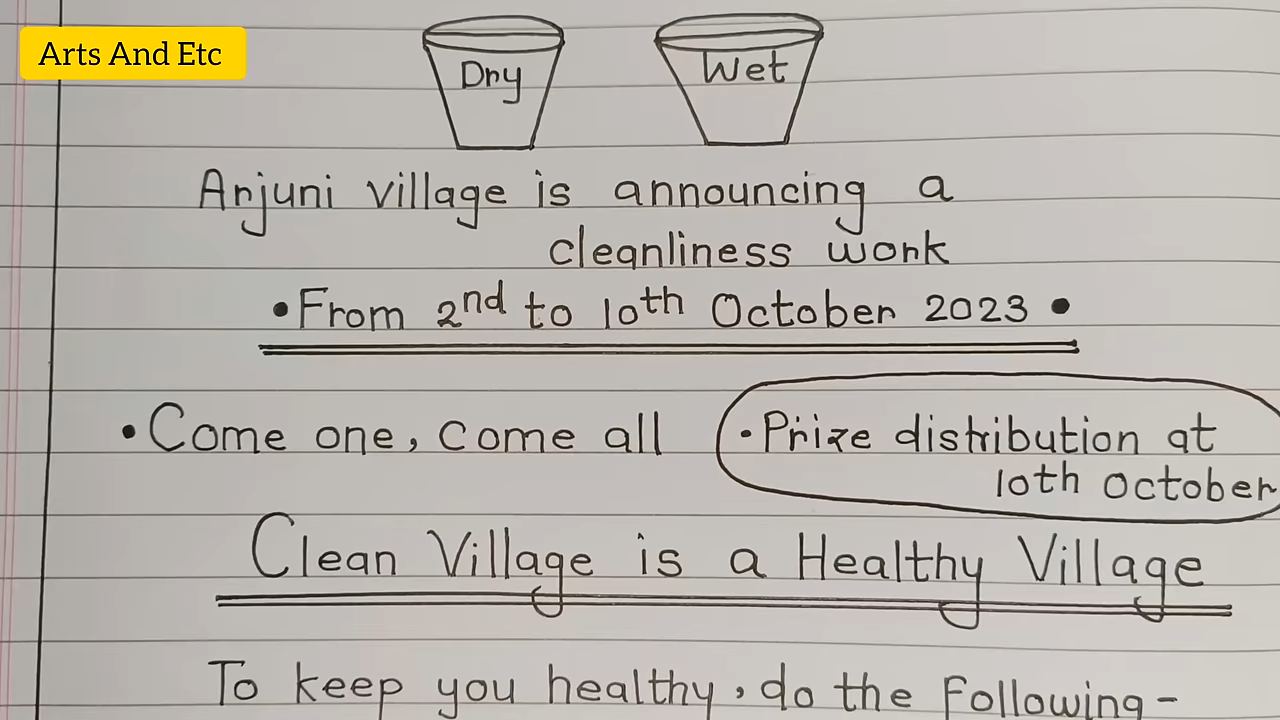 Arts And Etc
Dry
Wet
Arjuni village is announcing a
cleanliness work
•From 2nd to 10th October 2023 •
•Come one, come all
•Prize distribution at
10th October
Clean Village is a Healthy Village
To keep you healthy, do the Following-